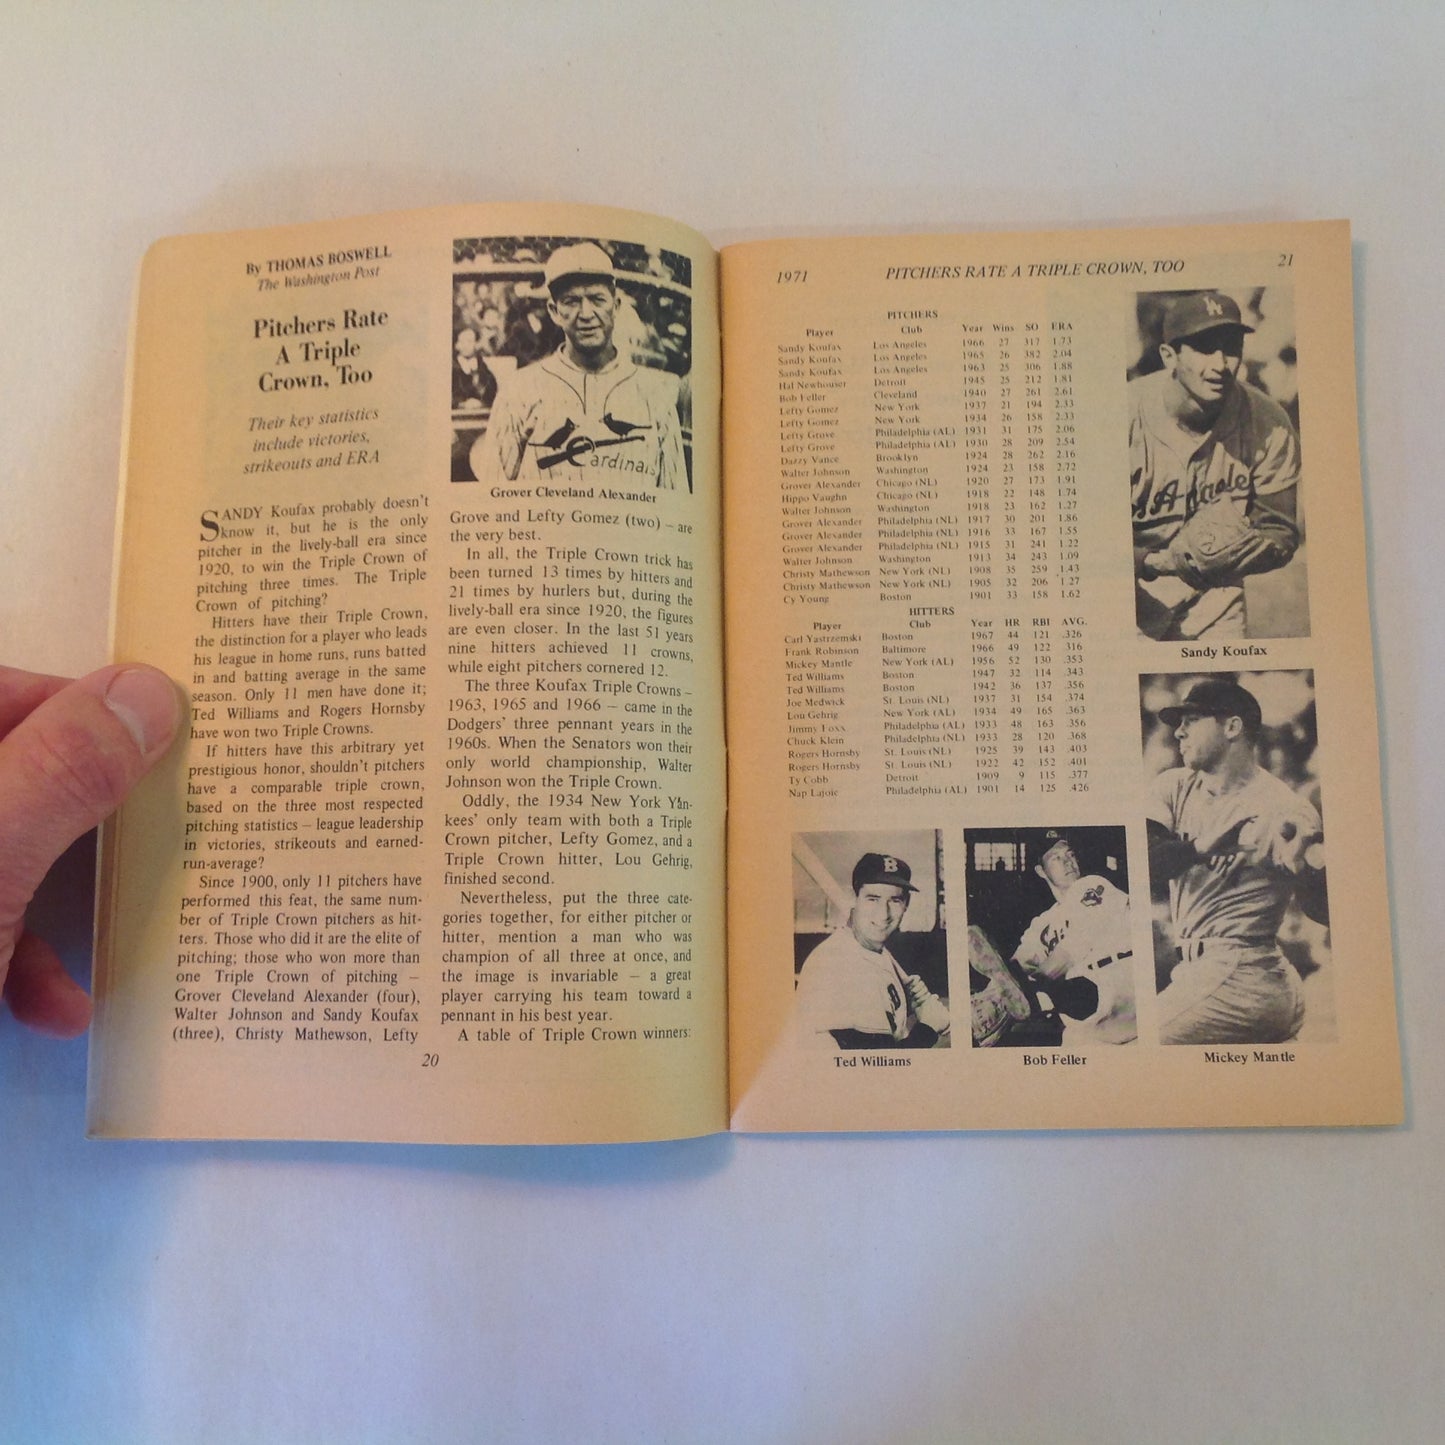 By THOMAS BOSWELL
The Washington Post
Pitchers Rate
A Triple
Crown, Too
Their key statistics
include victories,
strikeouts and ERA
SANDY Koufax probably doesn't
know it, but he is the only
pitcher in the lively-ball era since
1920, to win the Triple Crown of
pitching three times. The Triple
Crown of pitching?
Hitters have their Triple Crown,
the distinction for a player who leads
his league in home runs, runs batted
in and batting average in the same
season. Only 11 men have done it;
Ted Williams and Rogers Hornsby
have won two Triple Crowns.
If hitters have this arbitrary yet
prestigious honor, shouldn't pitchers
have a comparable triple crown,
based on the three most respected
pitching statistics – league leadership
in victories, strikeouts and earned-
run-average?
Since 1900, only 11 pitchers have
performed this feat, the same num-
ber of Triple Crown pitchers as hit-
ters. Those who did it are the elite of
pitching; those who won more than
one Triple Crown of pitching –
Grover Cleveland Alexander (four),
Walter Johnson and Sandy Koufax
(three), Christy Mathewson, Lefty
Cardinals
Grover Cleveland Alexander
Grove and Lefty Gomez (two) – are
the very best.
In all, the Triple Crown trick has
been turned 13 times by hitters and
21 times by hurlers but, during the
lively-ball era since 1920, the figures
are even closer. In the last 51 years
nine hitters achieved 11 crowns,
while eight pitchers cornered 12.
The three Koufax Triple Crowns –
1963, 1965 and 1966 – came in the
Dodgers' three pennant years in the
1960s. When the Senators won their
only world championship, Walter
Johnson won the Triple Crown.
Oddly, the 1934 New York Yan-
kees' only team with both a Triple
Crown pitcher, Lefty Gomez, and a
Triple Crown hitter, Lou Gehrig,
finished second.
Nevertheless, put the three cate-
gories together, for either pitcher or
hitter, mention a man who was
champion of all three at once, and
the image is invariable – a great
player carrying his team toward a
pennant in his best year.
A table of Triple Crown winners:
20
1971 PITCHERS RATE A TRIPLE CROWN, TOO 21
PITCHERS
Player Club Year Wins SO ERA
Sandy Koufax Los Angeles 1966 27 317 1.73
Sandy Koufax Los Angeles 1965 26 382 2.04
Sandy Koufax Los Angeles 1963 25 306 1.88
Hal Newhouser Detroit 1945 25 212 1.81
Bob Feller Cleveland 1940 27 261 2.61
Lefty Gomez New York 1937 21 194 2.33
Lefty Gomez New York 1934 26 158 2.33
Lefty Grove Philadelphia (AL) 1931 31 175 2.06
Lefty Grove Philadelphia (AL) 1930 28 209 2.54
Dazzy Vance Brooklyn 1924 28 262 2.16
Walter Johnson Washington 1924 23 158 2.72
Grover Alexander Chicago (NL) 1920 27 173 1.91
Hippo Vaughn Chicago (NL) 1918 22 148 1.74
Walter Johnson Washington 1918 23 162 1.27
Grover Alexander Philadelphia (NL) 1917 30 201 1.86
Grover Alexander Philadelphia (NL) 1916 33 167 1.55
Grover Alexander Philadelphia (NL) 1915 31 241 1.22
Walter Johnson Washington 1913 34 243 1.09
Christy Mathewson New York (NL) 1908 35 259 1.43
Christy Mathewson New York (NL) 1905 32 206 1.27
Cy Young Boston 1901 33 158 1.62
HITTERS
Player Club Year HR RBI AVG.
Carl Yastrzemski Boston 1967 44 121 .326
Frank Robinson Baltimore 1966 49 122 .316
Mickey Mantle New York (AL) 1956 52 130 .353
Ted Williams Boston 1947 32 114 .343
Ted Williams Boston 1942 36 137 .356
Joe Medwick St. Louis (NL) 1937 31 154 .374
Lou Gehrig New York (AL) 1934 49 165 .363
Jimmy Foxx Philadelphia (AL) 1933 48 163 .356
Chuck Klein Philadelphia (NL) 1933 28 120 .368
Rogers Hornsby St. Louis (NL) 1925 39 143 .403
Rogers Hornsby St. Louis (NL) 1922 42 152 .401
Ty Cobb Detroit 1909 9 115 .377
Nap Lajoie Philadelphia (AL) 1901 14 125 .426
LA
Sandy Koufax
B
Ted Williams
Bob Feller
Mickey Mantle